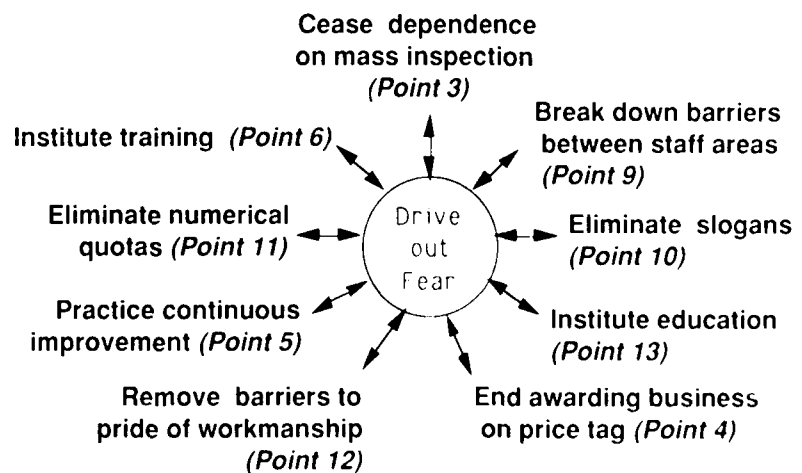 Cease dependence
on mass inspection
(Point 3)
Break down barriers
between staff areas
(Point 9)
Institute training (Point 6)
Eliminate numerical
quotas (Point 11)
Drive
out
Fear
Eliminate slogans
(Point 10)
Practice continuous
improvement (Point 5)
Institute education
(Point 13)
Remove barriers to
pride of workmanship
(Point 12)
End awarding business
on price tag (Point 4)